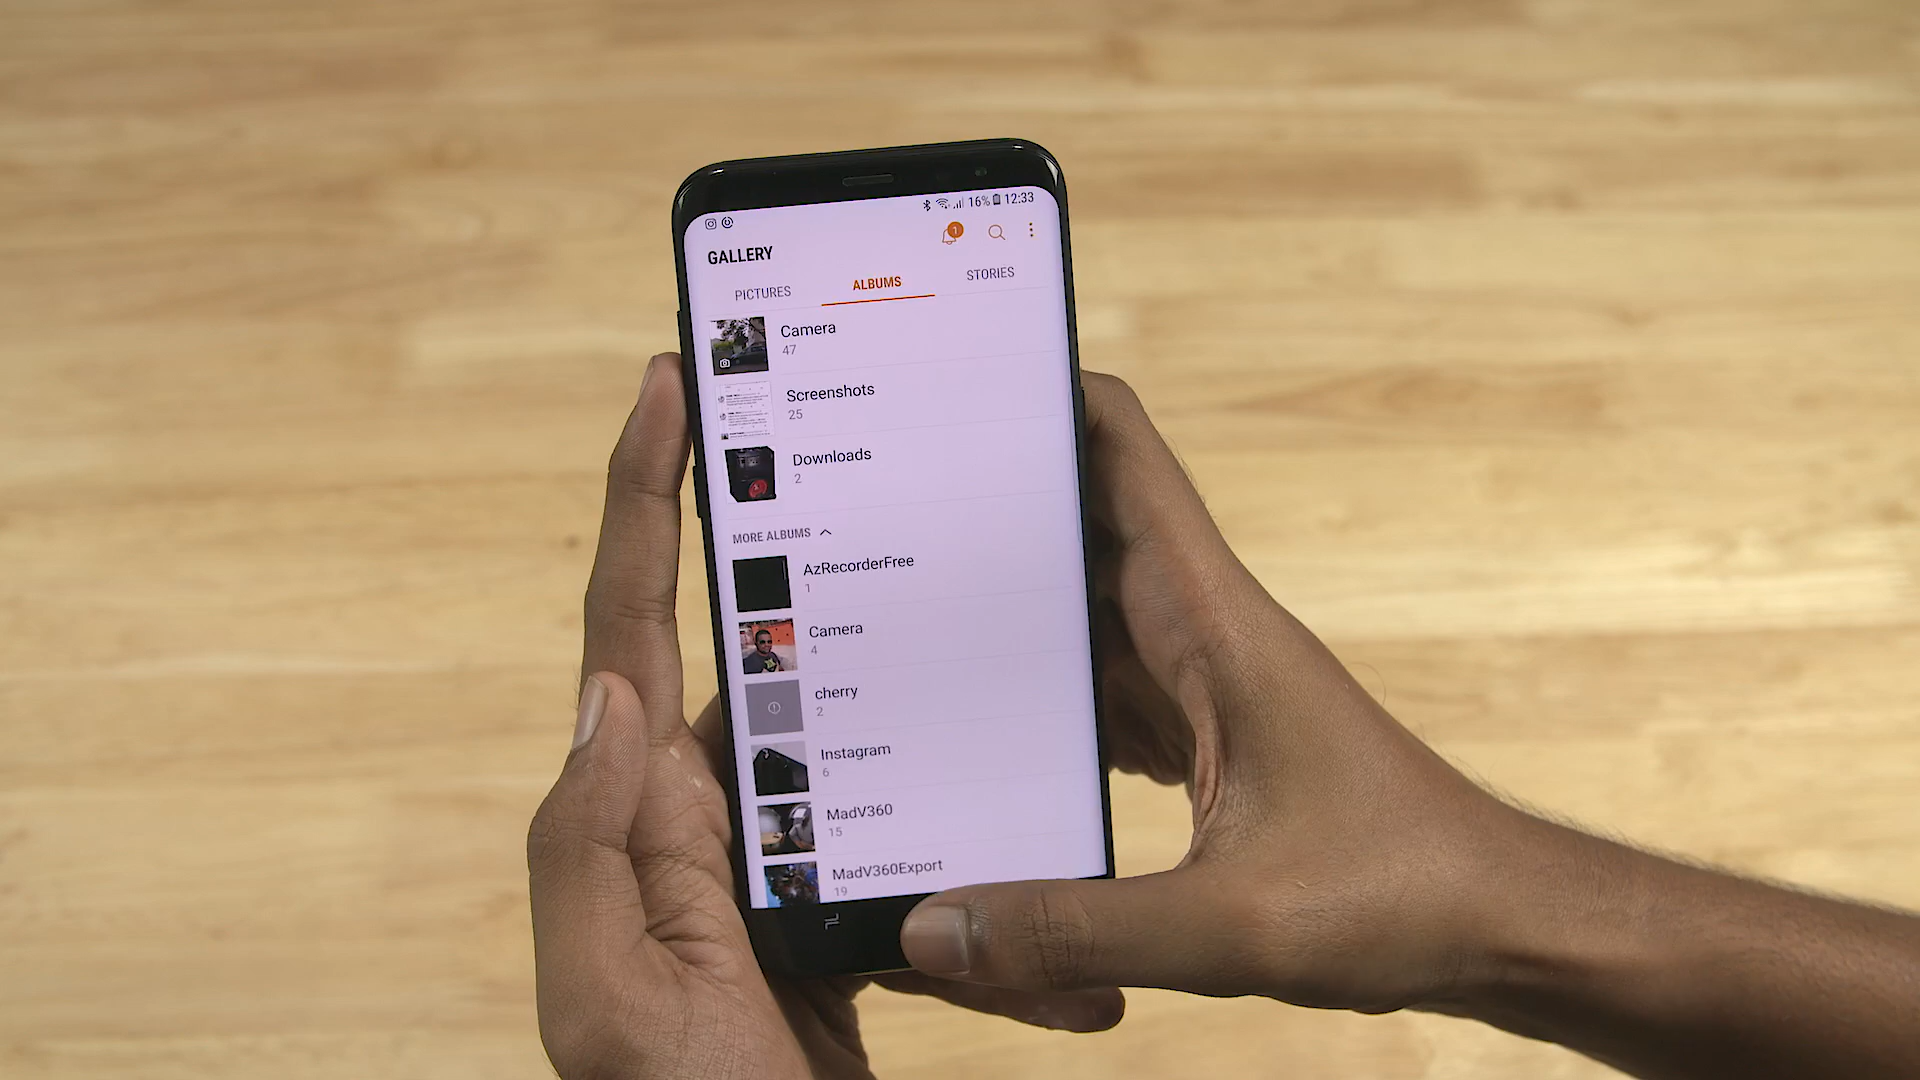 16% 12:33
1
GALLERY
PICTURES ALBUMS STORIES
Camera
47
Screenshots
25
Downloads
2
MORE ALBUMS
AzRecorderFree
1
Camera
4
cherry
2
Instagram
6
MadV360
15
MadV360Export
19